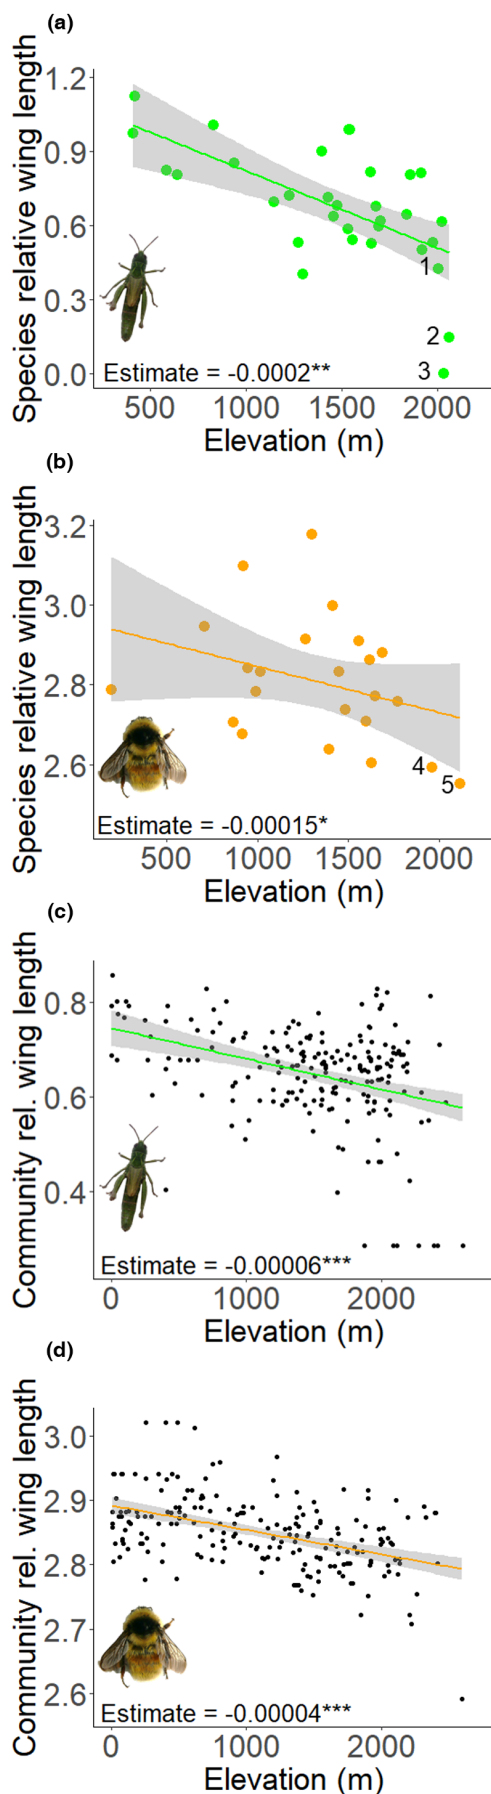 (a)
Species relative wing length
1.2
0.9
0.6
0.3
0.0
1
2
3
Estimate = -0.0002**
500 1000 1500 2000
Elevation (m)
(b)
Species relative wing length
3.2
3.0
2.8
2.6
4
5
Estimate = -0.00015*
500 1000 1500 2000
Elevation (m)
(c)
Community rel. wing length
0.8
0.6
0.4
Estimate = -0.00006***
0 1000 2000
Elevation (m)
(d)
Community rel. wing length
3.0
2.9
2.8
2.7
2.6
Estimate = -0.00004***
0 1000 2000
Elevation (m)